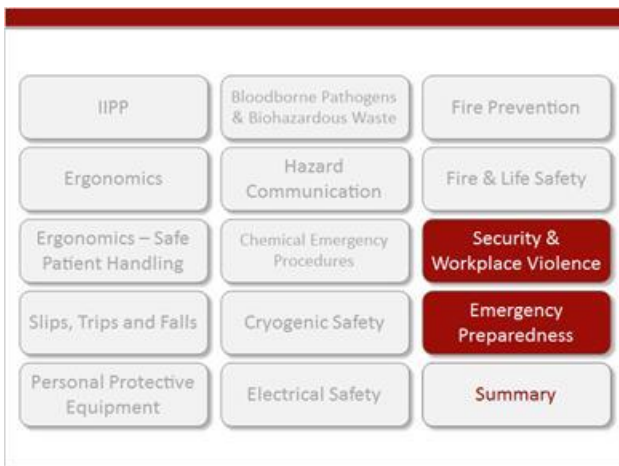 IIPP
Bloodborne Pathogens
& Biohazardous Waste
Fire Prevention
Ergonomics
Hazard
Communication
Fire & Life Safety
Ergonomics – Safe
Patient Handling
Chemical Emergency
Procedures
Security &
Workplace Violence
Slips, Trips and Falls
Cryogenic Safety
Emergency
Preparedness
Personal Protective
Equipment
Electrical Safety
Summary